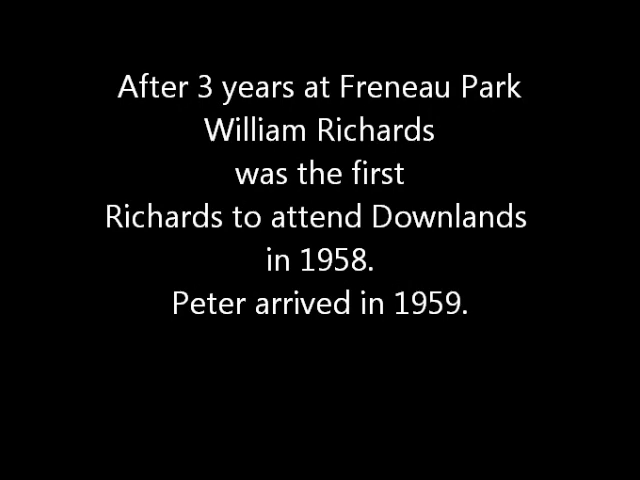 After 3 years at Freneau Park
William Richards
was the first
Richards to attend Downlands
in 1958.
Peter arrived in 1959.